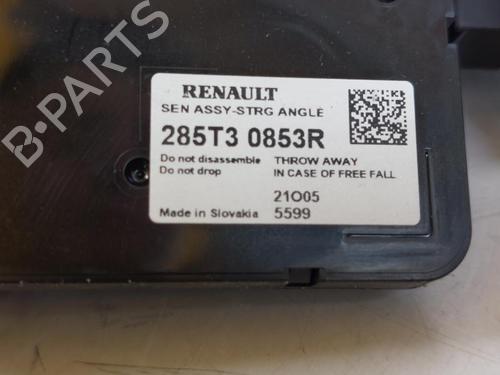 RENAULT
SEN ASSY-STRG ANGLE
285T3 0853R
Do not disassemble THROW AWAY
Do not drop IN CASE OF FREE FALL
21O05
Made in Slovakia 5599
B-PARTS